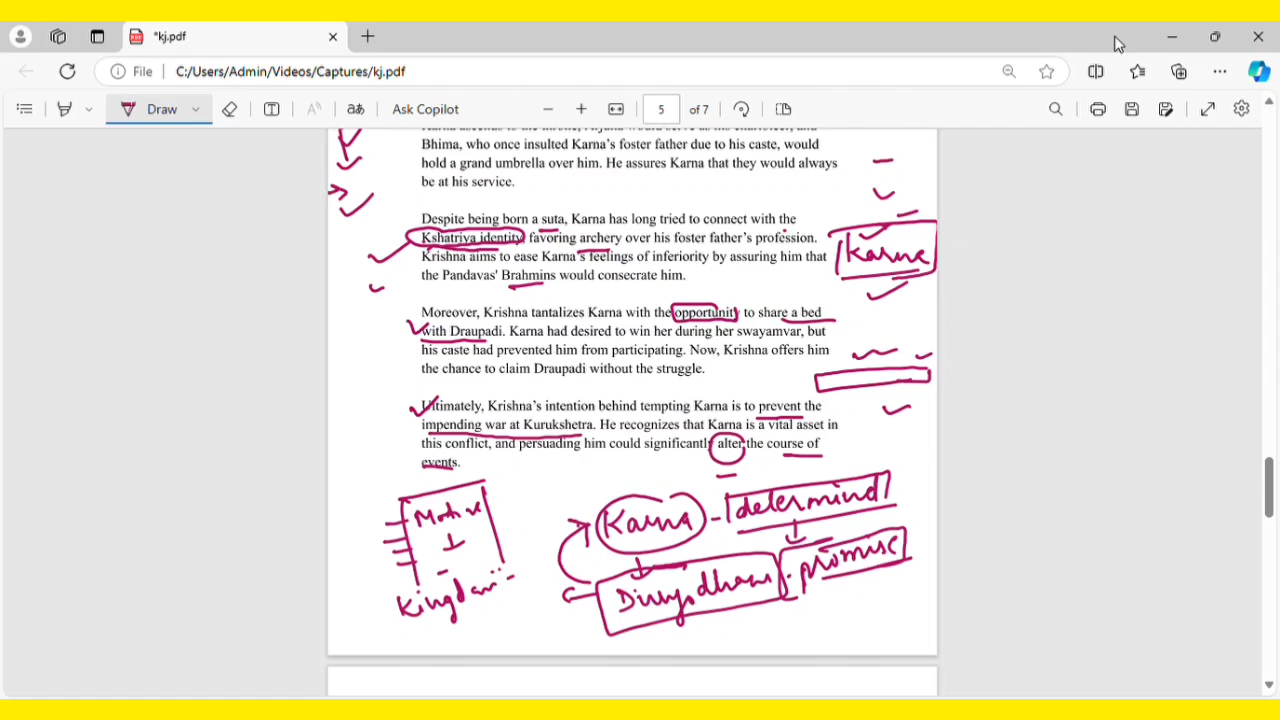 *kj.pdf
File C:/Users/Admin/Videos/Captures/kj.pdf
Draw Ask Copilot 5 of 7
Bhima, who once insulted Karna's foster father due to his caste, would
hold a grand umbrella over him. He assures Karna that they would always
be at his service.
Despite being born a suta, Karna has long tried to connect with the
Kshatriya identity, favoring archery over his foster father's profession.
Krishna aims to ease Karna's feelings of inferiority by assuring him that
the Pandavas' Brahmins would consecrate him.
Karna
Moreover, Krishna tantalizes Karna with the opportunity to share a bed
with Draupadi. Karna had desired to win her during her swayamvar, but
his caste had prevented him from participating. Now, Krishna offers him
the chance to claim Draupadi without the struggle.
Ultimately, Krishna's intention behind tempting Karna is to prevent the
impending war at Kurukshetra. He recognizes that Karna is a vital asset in
this conflict, and persuading him could significantly alter the course of
events.
Motive
Karna - determind
promise